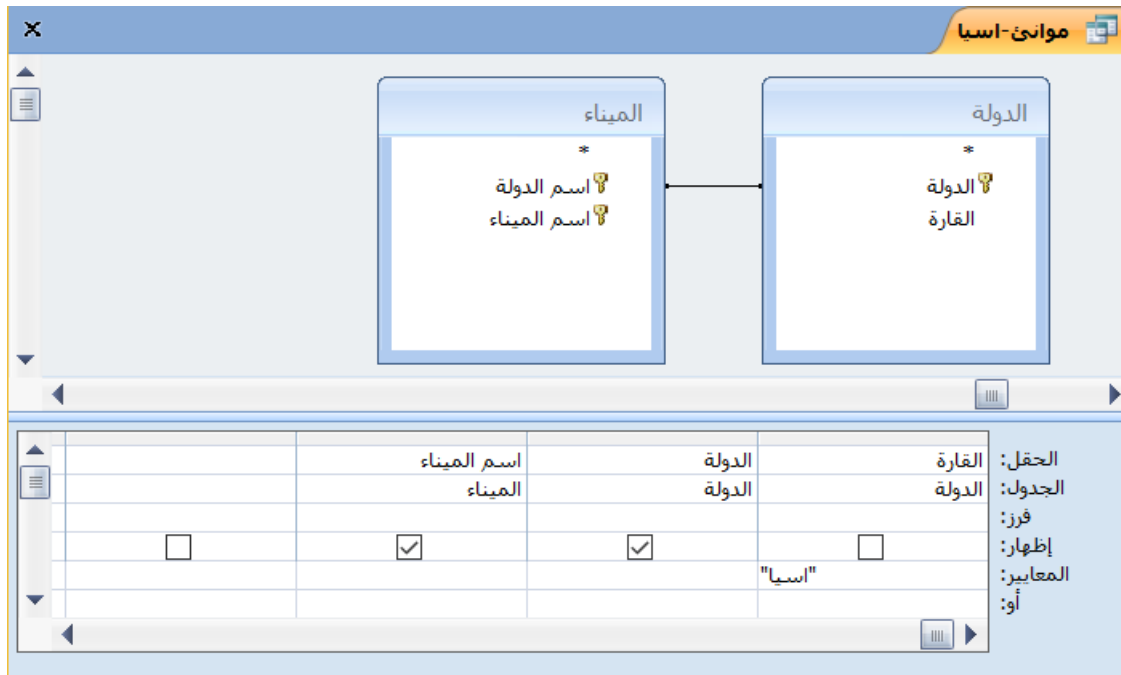 موانئ-اسيا
الدولة
*
الدولة
القارة
الميناء
*
اسم الدولة
اسم الميناء
الحقل: القارة الدولة اسم الميناء
الجدول: الدولة الدولة الميناء
فرز:
إظهار:
المعايير: "اسيا"
أو: